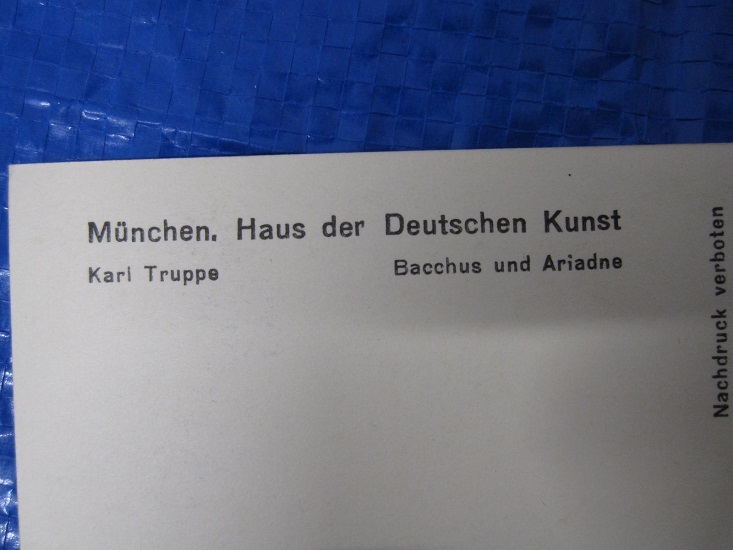 München. Haus der Deutschen Kunst
Karl Truppe
Bacchus und Ariadne
Nachdruck verboten